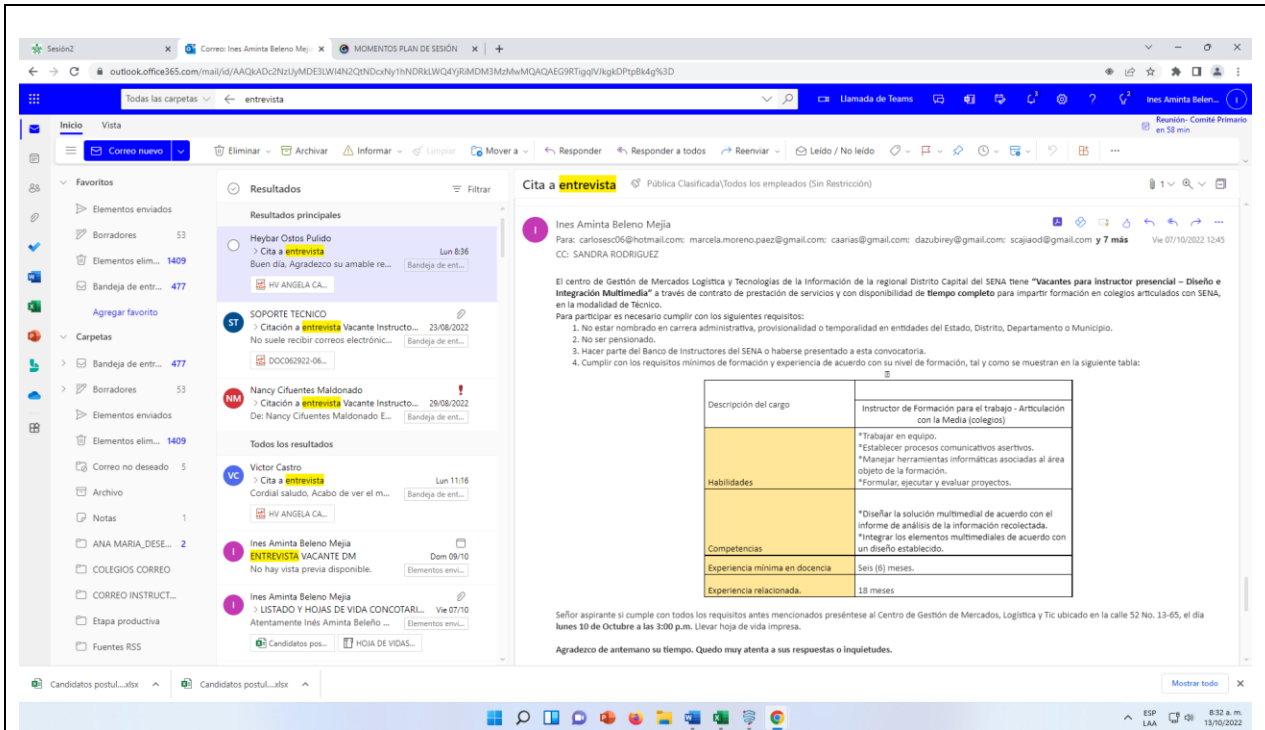 Sesión2
Correo: Ines Aminta Beleno Meji
MOMENTOS PLAN DE SESIÓN
outlook.office365.com/mail/id/
Todas las carpetas
entrevista
Llamada de Teams
3
2
Ines Aminta Belen...
I
Inicio
Vista
Reunión- Comité Primario
en 58 min
Correo nuevo
Eliminar
Archivar
Informar
Limpiar
Mover a
Responder
Responder a todos
Reenviar
Leído / No leído
Favoritos
Elementos enviados
Borradores 53
Elementos elim... 1409
Bandeja de entr... 477
Agregar favorito
Carpetas
Bandeja de entr... 477
Borradores 53
Elementos enviados
Elementos elim... 1409
Correo no deseado 5
Archivo
Notas 1
ANA MARIA_DESE... 2
COLEGIOS CORREO
CORREO INSTRUCT...
Etapa productiva
Fuentes RSS
Resultados
Filtrar
Resultados principales
Heybar Ostos Pulido
> Cita a entrevista Lun 8:36
Buen día, Agradezco su amable re... Bandeja de ent...
HV ANGELA CA...
ST
SOPORTE TECNICO
> Citación a entrevista Vacante Instructo... 23/08/2022
No suele recibir correos electrónic... Bandeja de ent...
DOC062922-06...
NM
Nancy Cifuentes Maldonado
> Citación a entrevista Vacante Instructo... 29/08/2022
De: Nancy Cifuentes Maldonado E... Bandeja de ent...
Todos los resultados
VC
Victor Castro
> Cita a entrevista Lun 11:16
Cordial saludo, Acabo de ver el m... Bandeja de ent...
HV ANGELA CA...
I
Ines Aminta Beleno Mejia
ENTREVISTA VACANTE DM Dom 09/10
No hay vista previa disponible. Elementos envi...
I
Ines Aminta Beleno Mejia
> LISTADO Y HOJAS DE VIDA CONCOTARI... Vie 07/10
Atentamente Inés Aminta Beleño ... Elementos envi...
Candidatos pos... HOJA DE VIDAS...
Cita a entrevista
Pública Clasificada\Todos los empleados (Sin Restricción)
1
I
Ines Aminta Beleno Mejia
Para: carlosesc06@hotmail.com; marcela.moreno.paez@gmail.com; caarias@gmail.com; dazubirey@gmail.com; scajiaod@gmail.com y 7 más
Vie 07/10/2022 12:45
CC: SANDRA RODRIGUEZ
El centro de Gestión de Mercados Logística y Tecnologías de la Información de la regional Distrito Capital del SENA tiene "Vacantes para instructor presencial – Diseño e
Integración Multimedia" a través de contrato de prestación de servicios y con disponibilidad de tiempo completo para impartir formación en colegios articulados con SENA,
en la modalidad de Técnico.
Para participar es necesario cumplir con los siguientes requisitos:
1. No estar nombrado en carrera administrativa, provisionalidad o temporalidad en entidades del Estado, Distrito, Departamento o Municipio.
2. No ser pensionado.
3. Hacer parte del Banco de Instructores del SENA o haberse presentado a esta convocatoria.
4. Cumplir con los requisitos mínimos de formación y experiencia de acuerdo con su nivel de formación, tal y como se muestran en la siguiente tabla:
Descripción del cargo
Instructor de Formación para el trabajo - Articulación
con la Media (colegios)
Habilidades
*Trabajar en equipo.
*Establecer procesos comunicativos asertivos.
*Manejar herramientas informáticas asociadas al área
objeto de la formación.
*Formular, ejecutar y evaluar proyectos.
Competencias
*Diseñar la solución multimedial de acuerdo con el
informe de análisis de la información recolectada.
*Integrar los elementos multimediales de acuerdo con
un diseño establecido.
Experiencia mínima en docencia
Seis (6) meses.
Experiencia relacionada.
18 meses
Señor aspirante si cumple con todos los requisitos antes mencionados preséntese al Centro de Gestión de Mercados, Logística y Tic ubicado en la calle 52 No. 13-65, el día
lunes 10 de Octubre a las 3:00 p.m. Llevar hoja de vida impresa.
Agradezco de antemano su tiempo. Quedo muy atenta a sus respuestas o inquietudes.
Candidatos postul....xlsx
Candidatos postul....xlsx
Mostrar todo
ESP
LAA
8:32 a. m.
13/10/2022